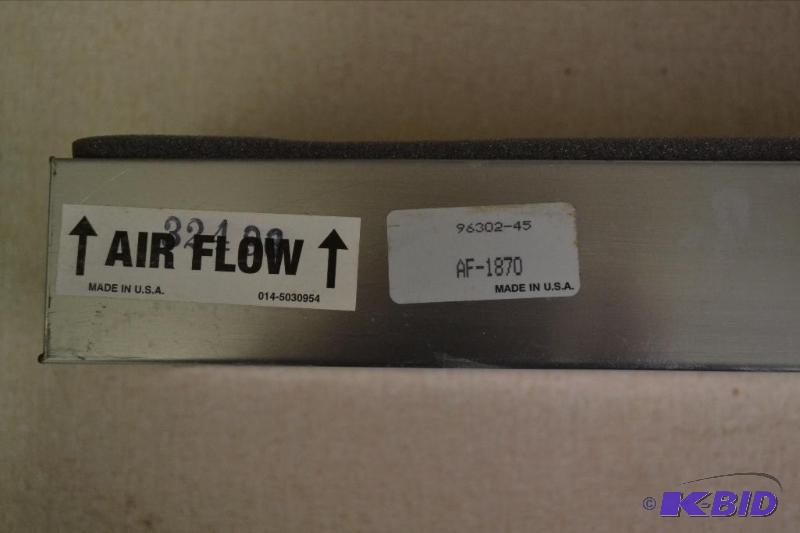 AIR FLOW
MADE IN U.S.A.
014-5030954
96302-45
AF-1870
MADE IN U.S.A.
© K-BID